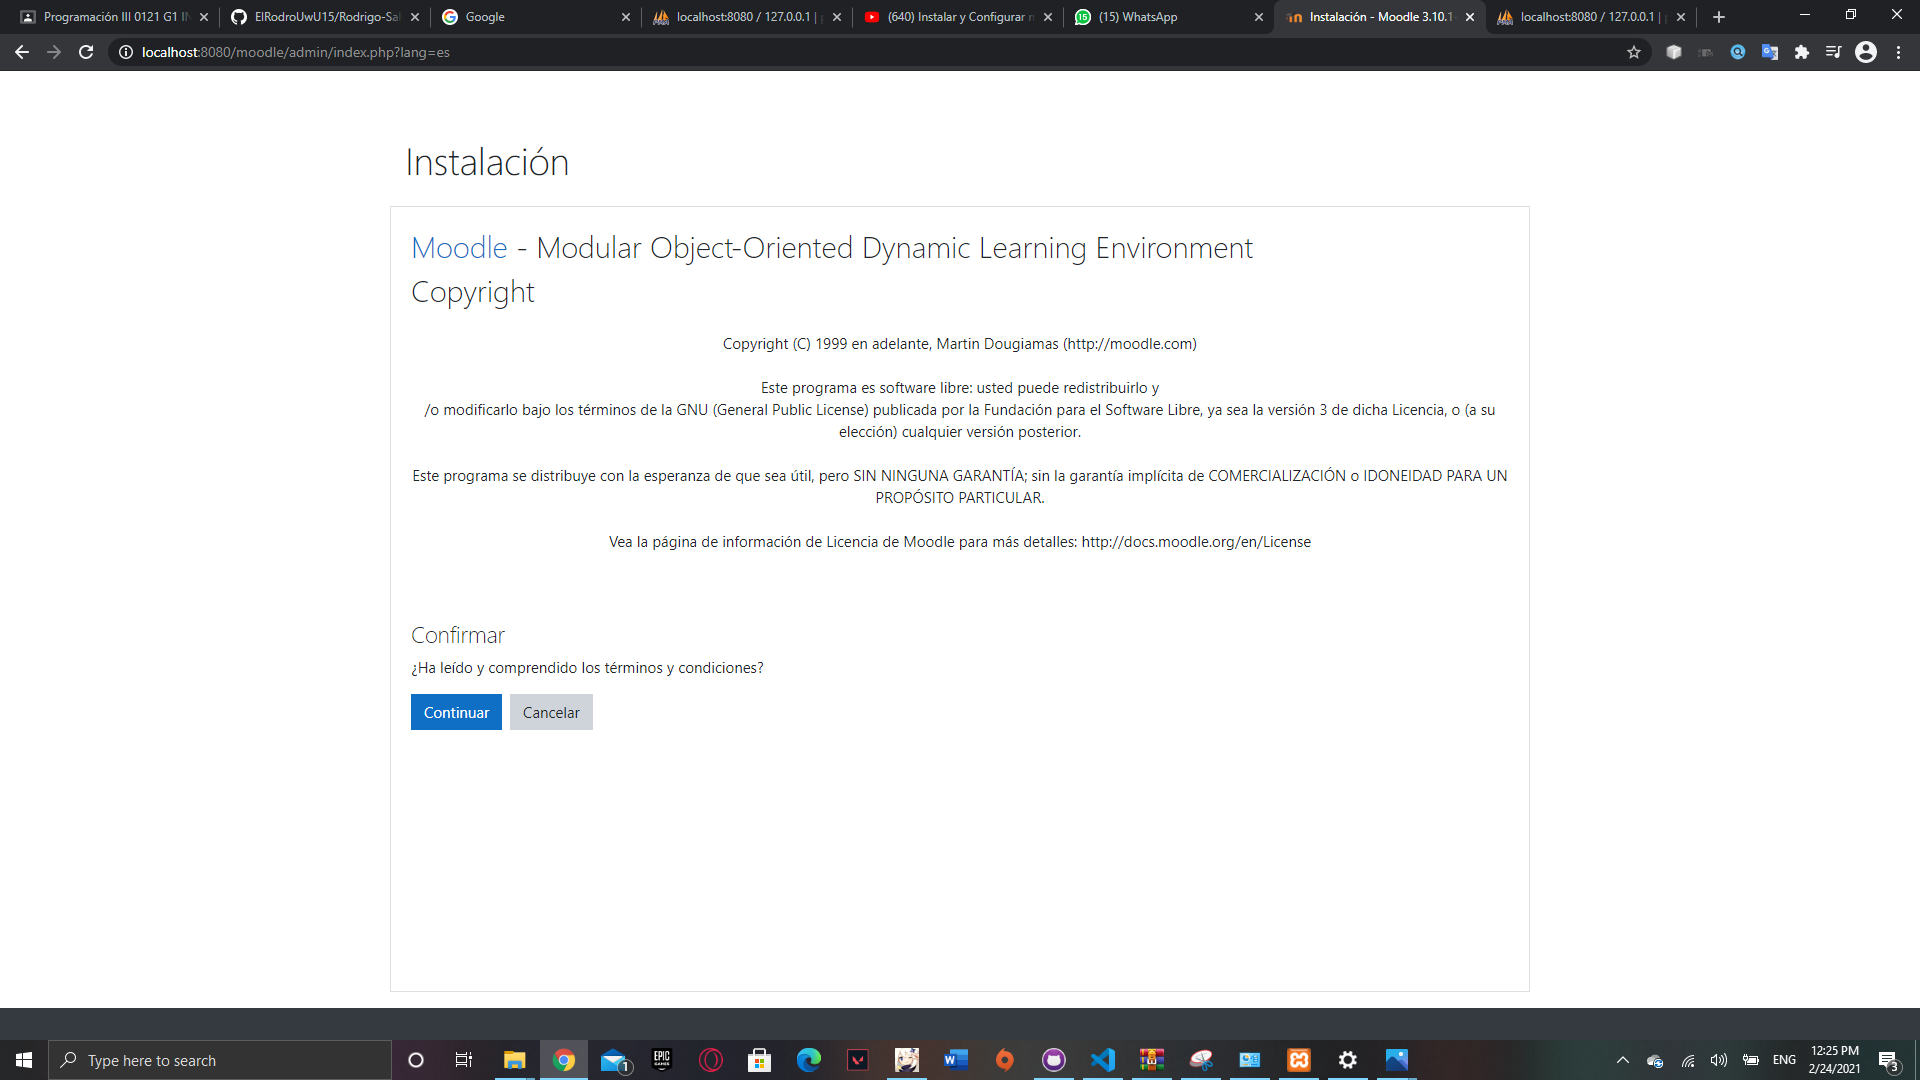 Programación III 0121 G1 IN
ElRodroUwU15/Rodrigo-Sal
Google
localhost:8080 / 127.0.0.1 | p
(640) Instalar y Configurar m
(15) WhatsApp
Instalación - Moodle 3.10.1
localhost:8080 / 127.0.0.1 | p
localhost:8080/moodle/admin/index.php?lang=es
Instalación
Moodle - Modular Object-Oriented Dynamic Learning Environment
Copyright
Copyright (C) 1999 en adelante, Martin Dougiamas (http://moodle.com)
Este programa es software libre: usted puede redistribuirlo y
/o modificarlo bajo los términos de la GNU (General Public License) publicada por la Fundación para el Software Libre, ya sea la versión 3 de dicha Licencia, o (a su
elección) cualquier versión posterior.
Este programa se distribuye con la esperanza de que sea útil, pero SIN NINGUNA GARANTÍA; sin la garantía implícita de COMERCIALIZACIÓN o IDONEIDAD PARA UN
PROPÓSITO PARTICULAR.
Vea la página de información de Licencia de Moodle para más detalles: http://docs.moodle.org/en/License
Confirmar
¿Ha leído y comprendido los términos y condiciones?
Continuar
Cancelar
Type here to search
1
EPIC
GAMES
ENG
12:25 PM
2/24/2021
3